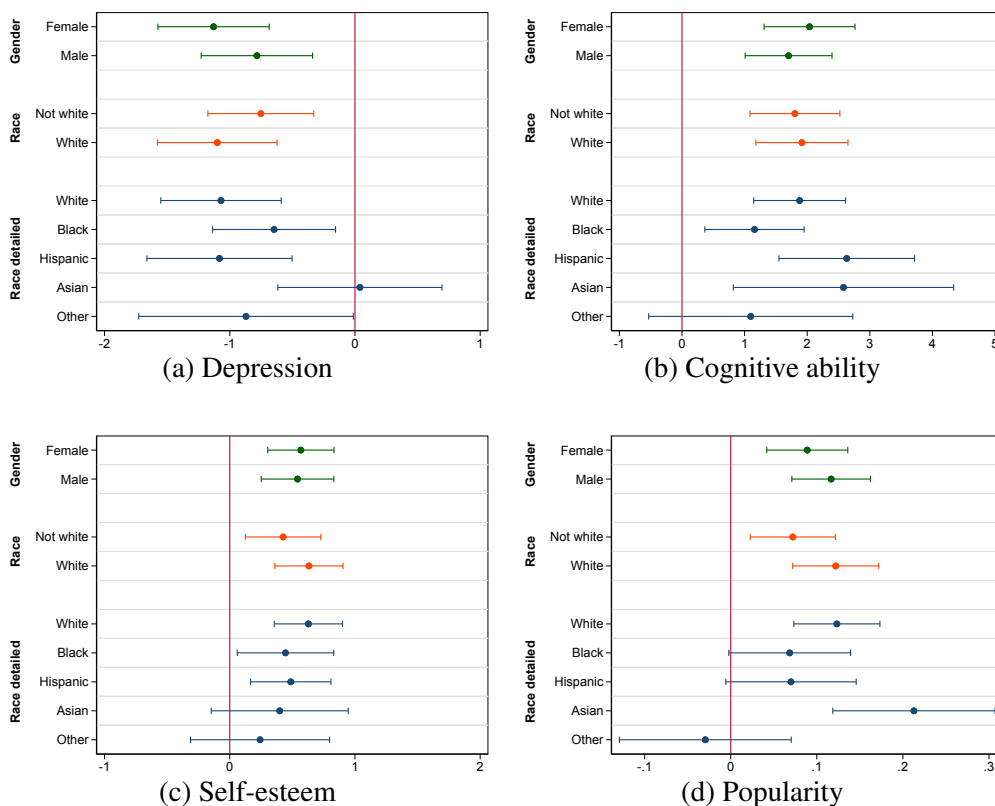 Gender
Female
Male
Race
Not white
White
Race detailed
White
Black
Hispanic
Asian
Other
-2 -1 0 1
(a) Depression
Gender
Female
Male
Race
Not white
White
Race detailed
White
Black
Hispanic
Asian
Other
-1 0 1 2 3 4 5
(b) Cognitive ability
Gender
Female
Male
Race
Not white
White
Race detailed
White
Black
Hispanic
Asian
Other
-1 0 1 2
(c) Self-esteem
Gender
Female
Male
Race
Not white
White
Race detailed
White
Black
Hispanic
Asian
Other
-.1 0 .1 .2 .3
(d) Popularity